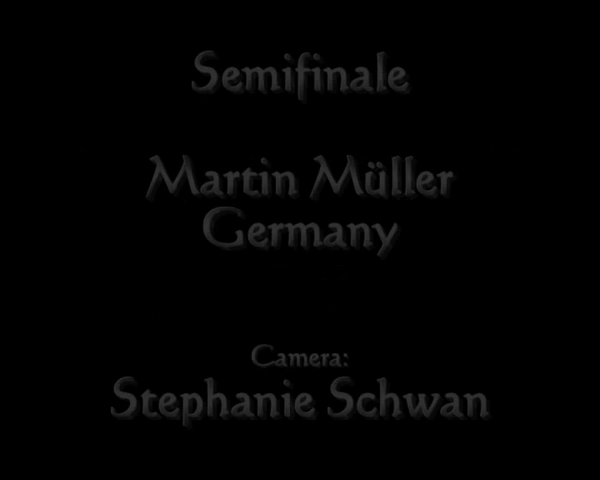 Semifinale
Martin Müller
Germany
Camera:
Stephanie Schwan